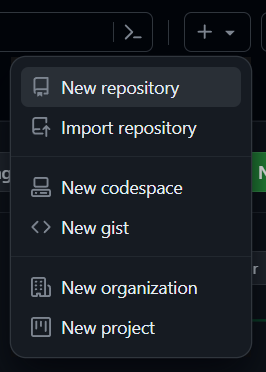 New repository
Import repository
New codespace
New gist
New organization
New project